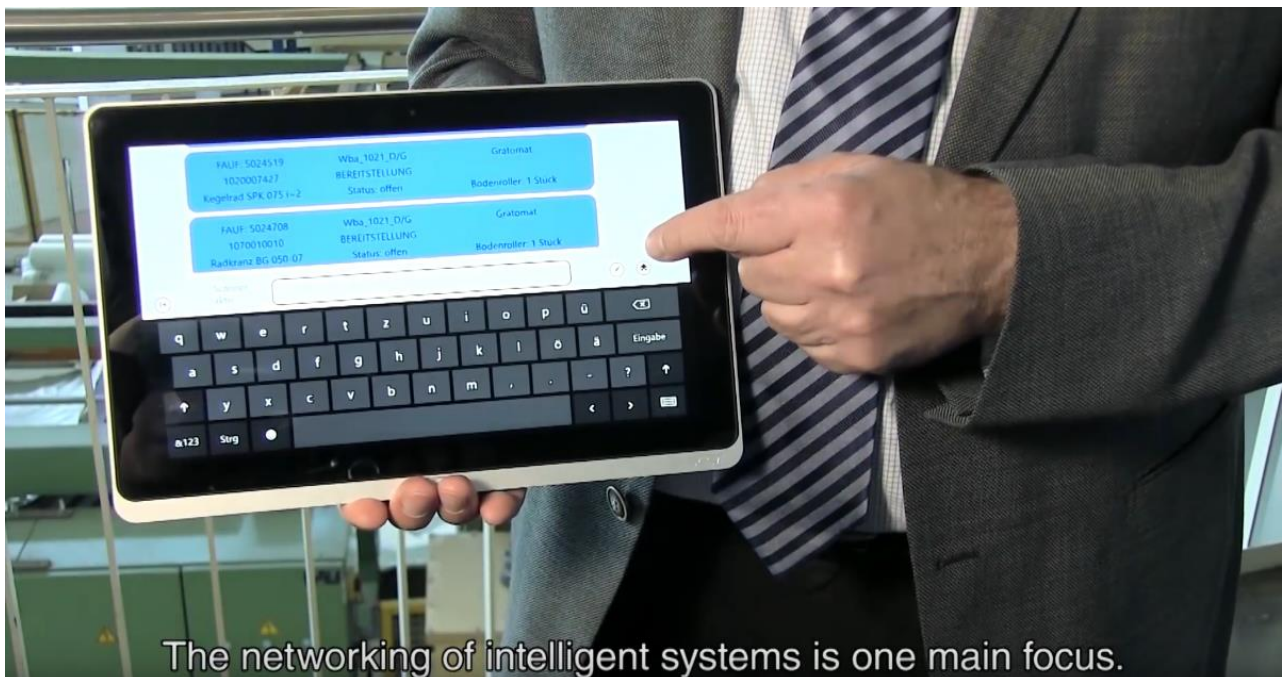 FAUF: 5024519 Wba_1021_D/G Gratomat
1020007427 BEREITSTELLUNG
Kegelrad SPK 075 i=2 Status: offen Bodenroller: 1 Stück
FAUF: 5024708 Wba_1021_D/G Gratomat
1070010010 BEREITSTELLUNG
Radkranz BG 050-07 Status: offen Bodenroller: 1 Stück
q w e r t z u i o p ü
a s d f g h j k l ö ä Eingabe
y x c v b n m , . - ?
&123 Strg < >
The networking of intelligent systems is one main focus.